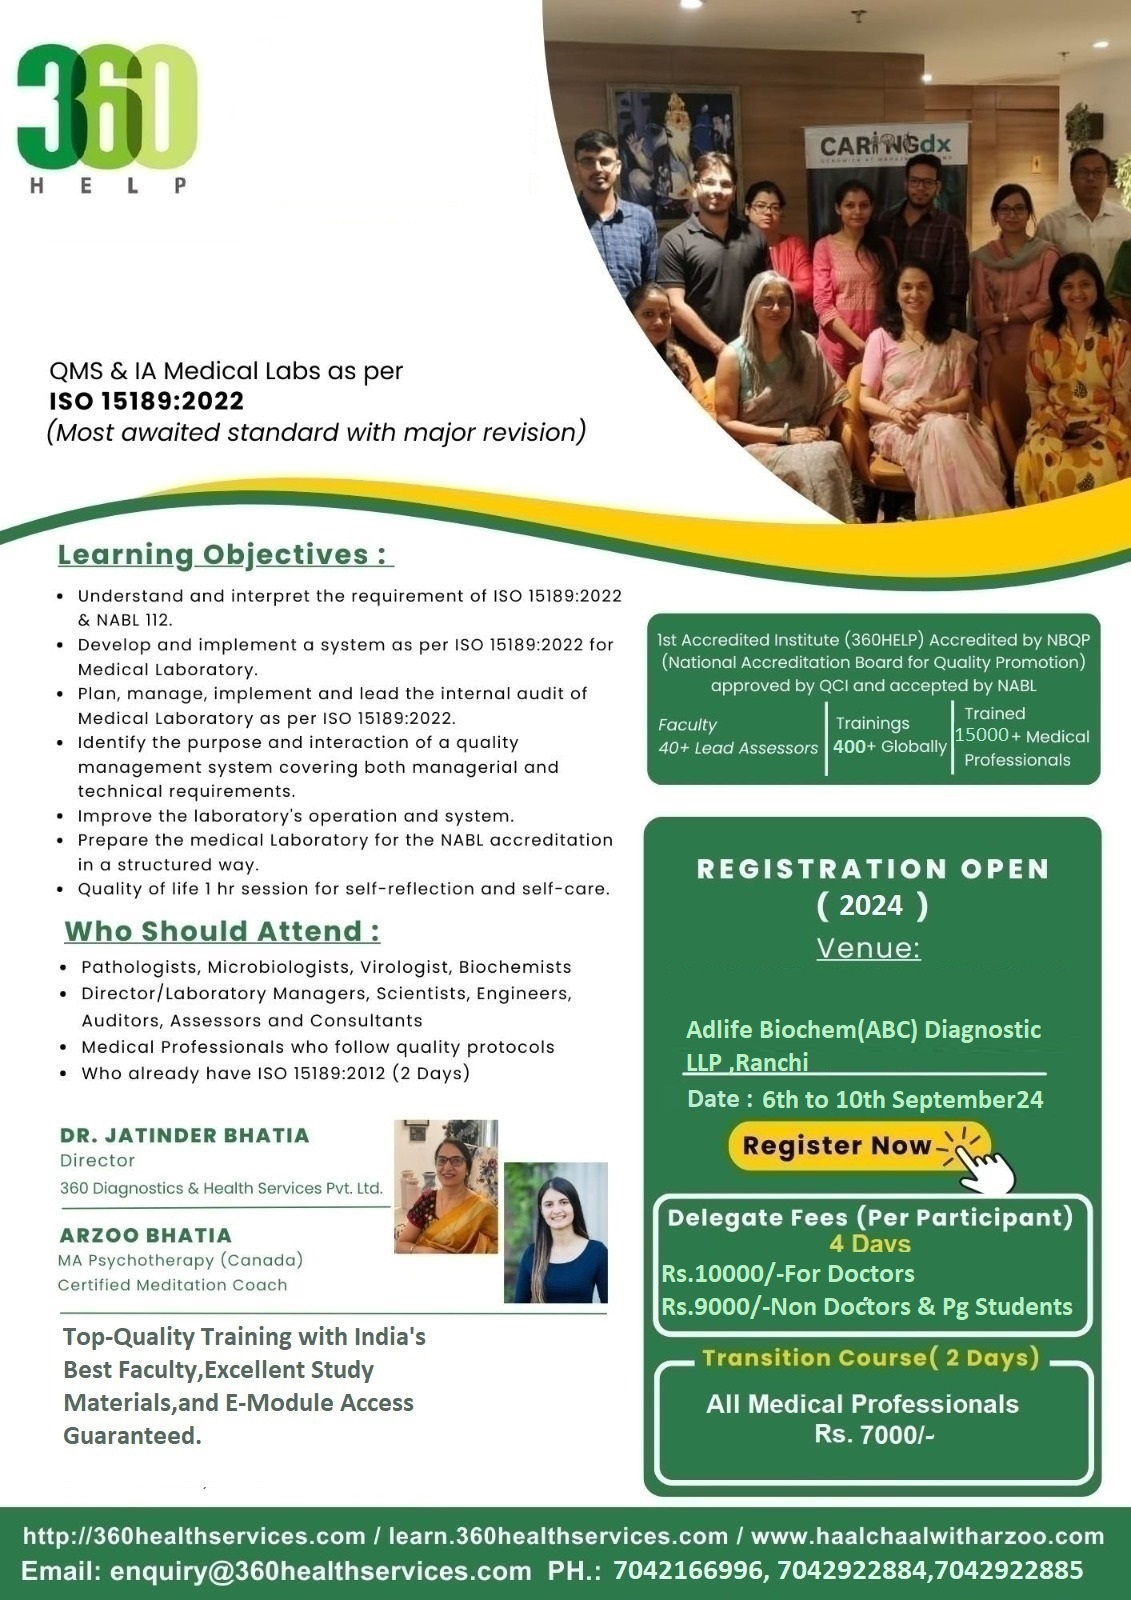 360
HELP
CARiNGdx
QMS & IA Medical Labs as per
ISO 15189:2022
(Most awaited standard with major revision)
Learning Objectives :
• Understand and interpret the requirement of ISO 15189:2022
& NABL 112.
• Develop and implement a system as per ISO 15189:2022 for
Medical Laboratory.
• Plan, manage, implement and lead the internal audit of
Medical Laboratory as per ISO 15189:2022.
• Identify the purpose and interaction of a quality
management system covering both managerial and
technical requirements.
• Improve the laboratory's operation and system.
• Prepare the medical Laboratory for the NABL accreditation
in a structured way.
• Quality of life 1 hr session for self-reflection and self-care.
Who Should Attend :
• Pathologists, Microbiologists, Virologist, Biochemists
• Director/Laboratory Managers, Scientists, Engineers,
Auditors, Assessors and Consultants
• Medical Professionals who follow quality protocols
• Who already have ISO 15189:2012 (2 Days)
DR. JATINDER BHATIA
Director
360 Diagnostics & Health Services Pvt. Ltd.
ARZOO BHATIA
MA Psychotherapy (Canada)
Certified Meditation Coach
Top-Quality Training with India's
Best Faculty,Excellent Study
Materials,and E-Module Access
Guaranteed.
1st Accredited Institute (360HELP) Accredited by NBQP
(National Accreditation Board for Quality Promotion)
approved by QCI and accepted by NABL
Faculty
40+ Lead Assessors
Trainings
400+ Globally
Trained
15000+ Medical
Professionals
REGISTRATION OPEN
( 2024 )
Venue:
Adlife Biochem(ABC) Diagnostic
LLP ,Ranchi
Date : 6th to 10th September24
Register Now
Delegate Fees (Per Participant)
4 Days
Rs.10000/-For Doctors
Rs.9000/-Non Doctors & Pg Students
Transition Course( 2 Days)
All Medical Professionals
Rs. 7000/-
http://360healthservices.com / learn.360healthservices.com / www.haalchaalwitharzoo.com
Email: enquiry@360healthservices.com PH.: 7042166996, 7042922884,7042922885